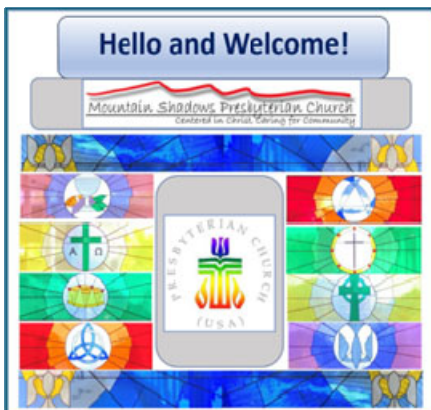 Hello and Welcome!
Mountain Shadows Presbyterian Church
Centered in Christ, Caring for Community
Α Ω
PRESBYTERIAN CHURCH
(USA)